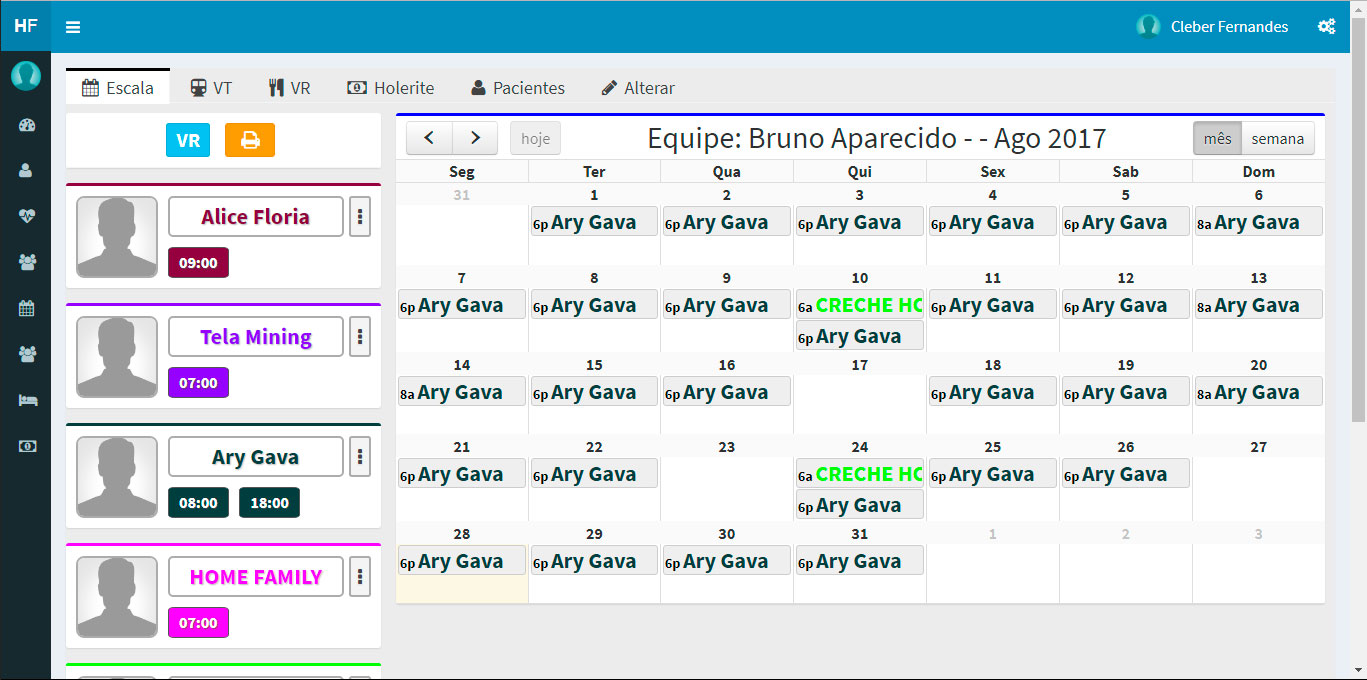 HF
Cleber Fernandes
Escala
VT
VR
Holerite
Pacientes
Alterar
VR
Alice Floria
09:00
Tela Mining
07:00
Ary Gava
08:00 18:00
HOME FAMILY
07:00
hoje
Equipe: Bruno Aparecido - - Ago 2017
mês semana
Seg Ter Qua Qui Sex Sab Dom
31 1 2 3 4 5 6
6p Ary Gava 6p Ary Gava 6p Ary Gava 6p Ary Gava 6p Ary Gava 8a Ary Gava
7 8 9 10 11 12 13
6p Ary Gava 6p Ary Gava 6p Ary Gava 6a CRECHE HO 6p Ary Gava 6p Ary Gava 8a Ary Gava
6p Ary Gava
14 15 16 17 18 19 20
8a Ary Gava 6p Ary Gava 6p Ary Gava 6p Ary Gava 6p Ary Gava 8a Ary Gava
21 22 23 24 25 26 27
6p Ary Gava 6p Ary Gava 6a CRECHE HO 6p Ary Gava 6p Ary Gava
6p Ary Gava
28 29 30 31 1 2 3
6p Ary Gava 6p Ary Gava 6p Ary Gava 6p Ary Gava